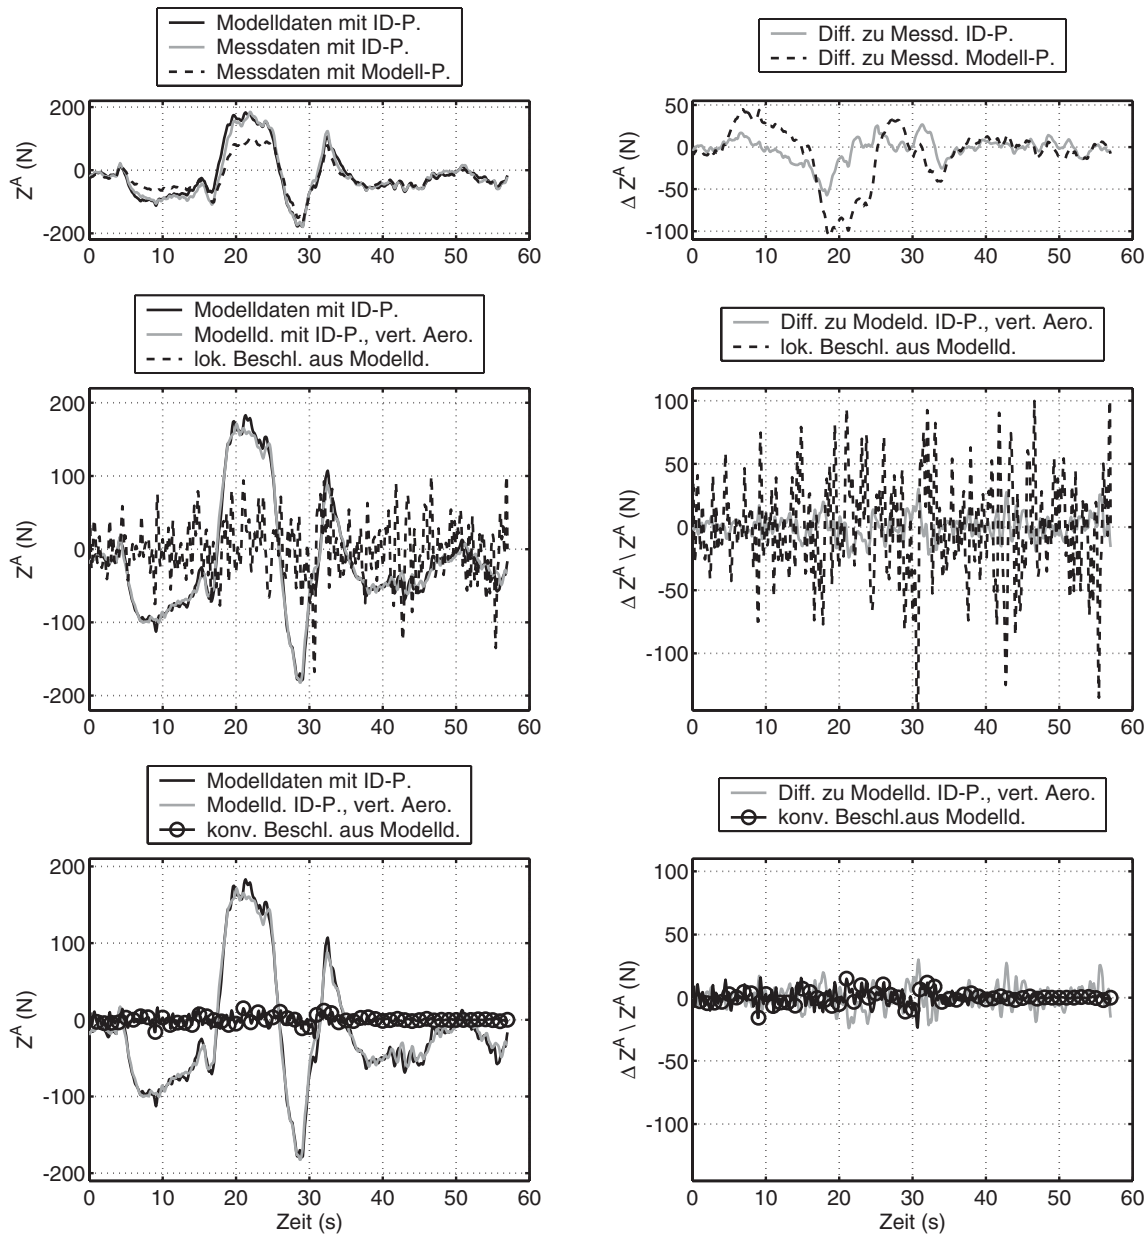 Modelldaten mit ID-P.
Messdaten mit ID-P.
Messdaten mit Modell-P.
200
0
-200
Z^A (N)
0 10 20 30 40 50 60
Diff. zu Messd. ID-P.
Diff. zu Messd. Modell-P.
50
0
-50
-100
Δ Z^A (N)
0 10 20 30 40 50 60
Modelldaten mit ID-P.
Modelld. mit ID-P., vert. Aero.
lok. Beschl. aus Modelld.
200
100
0
-100
-200
Z^A (N)
0 10 20 30 40 50 60
Diff. zu Modeld. ID-P., vert. Aero.
lok. Beschl. aus Modelld.
100
50
0
-50
-100
Δ Z^A \ Z^A (N)
0 10 20 30 40 50 60
Modelldaten mit ID-P.
Modelld. ID-P., vert. Aero.
konv. Beschl. aus Modelld.
200
100
0
-100
-200
Z^A (N)
0 10 20 30 40 50 60
Zeit (s)
Diff. zu Modelld. ID-P., vert. Aero.
konv. Beschl.aus Modelld.
100
50
0
-50
-100
Δ Z^A \ Z^A (N)
0 10 20 30 40 50 60
Zeit (s)